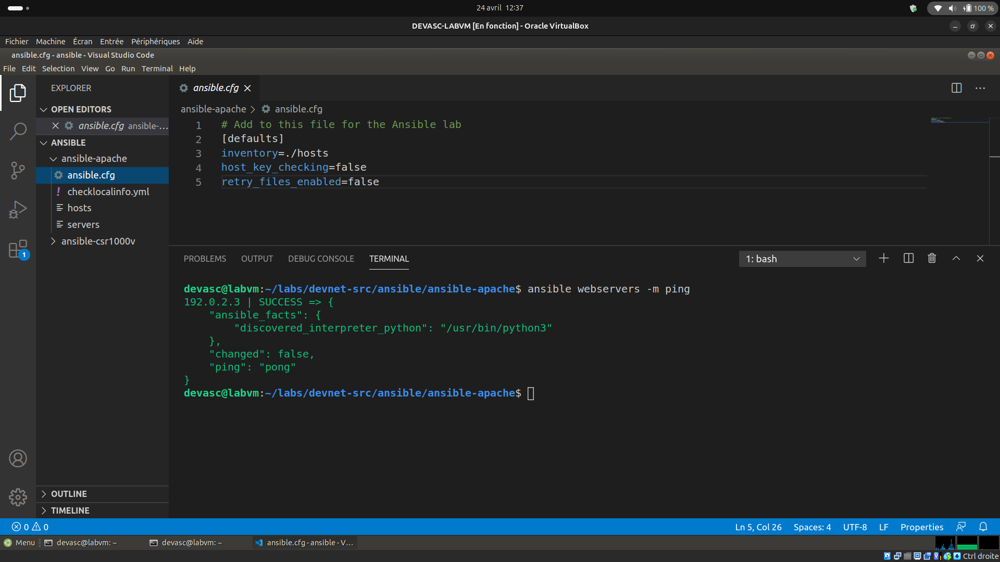 24 avril 12:37
100 %
DEVASC-LABVM [En fonction] - Oracle VirtualBox
Fichier Machine Écran Entrée Périphériques Aide
ansible.cfg - ansible - Visual Studio Code
File Edit Selection View Go Run Terminal Help
EXPLORER
OPEN EDITORS
ansible.cfg ansible-...
ANSIBLE
ansible-apache
ansible.cfg
! checklocalinfo.yml
hosts
servers
ansible-csr1000v
1
OUTLINE
TIMELINE
ansible.cfg
ansible-apache > ansible.cfg
1 # Add to this file for the Ansible lab
2 [defaults]
3 inventory=./hosts
4 host_key_checking=false
5 retry_files_enabled=false
PROBLEMS OUTPUT DEBUG CONSOLE TERMINAL
1: bash
devasc@labvm:~/labs/devnet-src/ansible/ansible-apache$ ansible webservers -m ping
192.0.2.3 | SUCCESS => {
    "ansible_facts": {
        "discovered_interpreter_python": "/usr/bin/python3"
    },
    "changed": false,
    "ping": "pong"
}
devasc@labvm:~/labs/devnet-src/ansible/ansible-apache$
0 0
Ln 5, Col 26 Spaces: 4 UTF-8 LF Properties
Menu devasc@labvm: ~ devasc@labvm: ~ ansible.cfg - ansible - V...
Ctrl droite